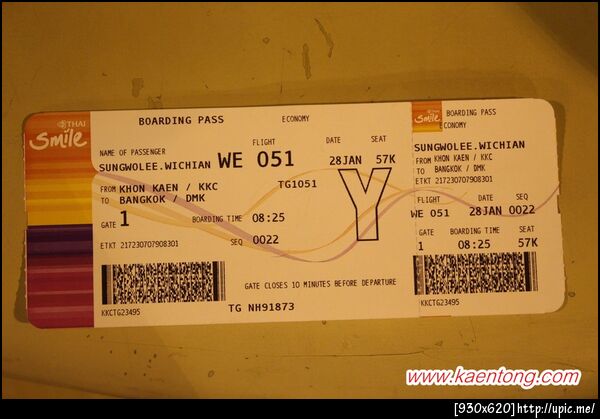 THAI
Smile
BOARDING PASS ECONOMY
NAME OF PASSENGER FLIGHT DATE SEAT
SUNGWOLEE.WICHIAN WE 051 28JAN 57K
FROM KHON KAEN / KKC TG1051
TO BANGKOK / DMK
Y
GATE 1 BOARDING TIME 08:25
ETKT 217230707908301 SEQ 0022
GATE CLOSES 10 MINUTES BEFORE DEPARTURE
KKCTG23495
TG NH91873
THAI
Smile
BOARDING PASS
ECONOMY
SUNGWOLEE.WICHIAN
FROM KHON KAEN / KKC
TO BANGKOK / DMK
ETKT 217230707908301
FLIGHT DATE SEQ
WE 051 28JAN 0022
GATE BOARDING TIME SEAT
1 08:25 57K
KKCTG23495
www.kaentong.com
[930x620]http://upic.me/